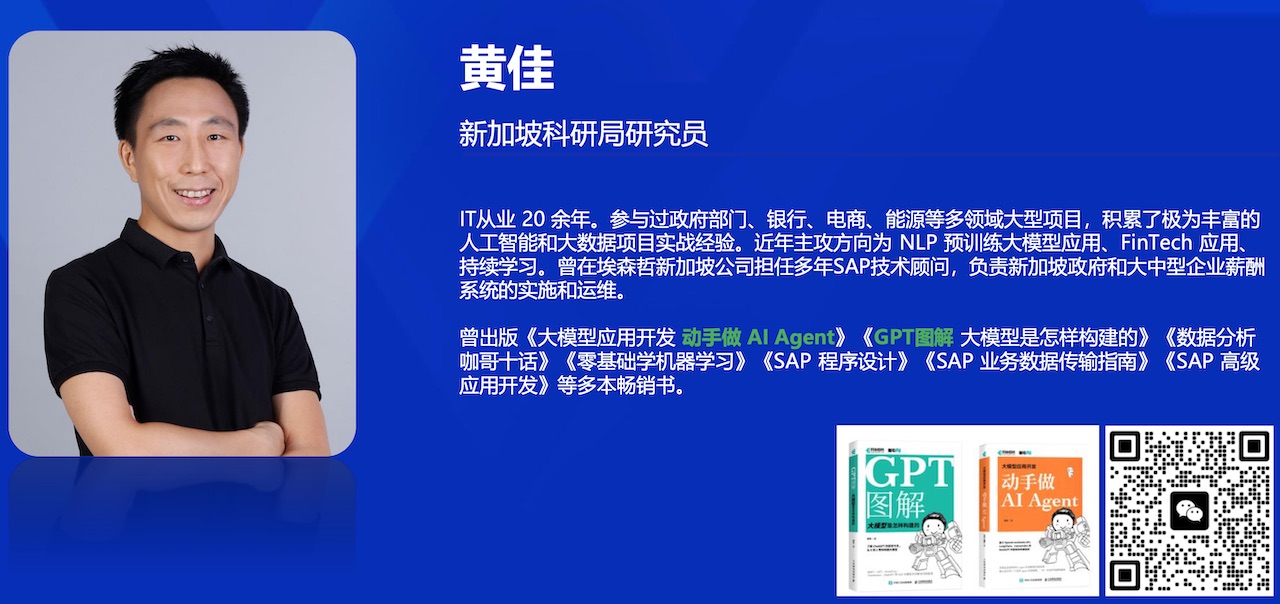 黄佳
新加坡科研局研究员
IT从业 20 余年。参与过政府部门、银行、电商、能源等多领域大型项目，积累了极为丰富的
人工智能和大数据项目实战经验。近年主攻方向为 NLP 预训练大模型应用、FinTech 应用、
持续学习。曾在埃森哲新加坡公司担任多年SAP技术顾问，负责新加坡政府和大中型企业薪酬
系统的实施和运维。
曾出版《大模型应用开发 动手做 AI Agent》《GPT图解 大模型是怎样构建的》《数据分析
咖哥十话》《零基础学机器学习》《SAP 程序设计》《SAP 业务数据传输指南》《SAP 高级
应用开发》等多本畅销书。
GPT
图解
大模型是怎样构建的
大模型应用开发
动手做
AI Agent